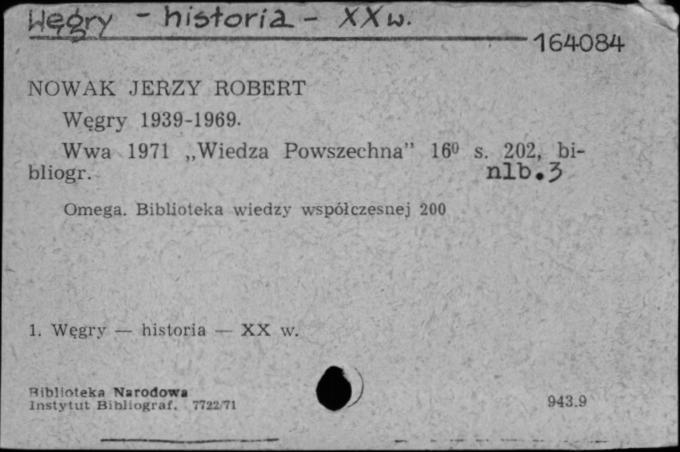 Węgry - historia - XX w.
164084
NOWAK JERZY ROBERT
Węgry 1939-1969.
Wwa 1971 „Wiedza Powszechna” 16⁰ s. 202, bi-
bliogr. nlb.3
Omega. Biblioteka wiedzy współczesnej 200
1. Węgry — historia — XX w.
Biblioteka Narodowa
Instytut Bibliograf. 7722/71
943.9